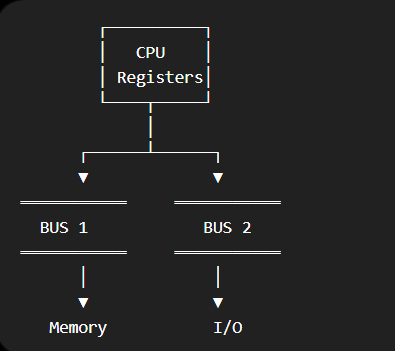 CPU
Registers
BUS 1 BUS 2
Memory I/O